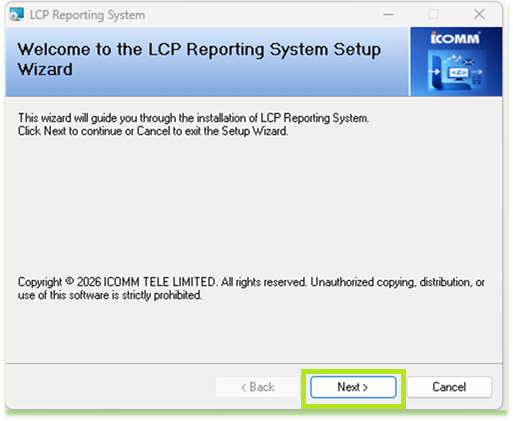 LCP Reporting System
Welcome to the LCP Reporting System Setup
Wizard
ICOMM
</>
This wizard will guide you through the installation of LCP Reporting System.
Click Next to continue or Cancel to exit the Setup Wizard.
Copyright © 2026 ICOMM TELE LIMITED. All rights reserved. Unauthorized copying, distribution, or
use of this software is strictly prohibited.
< Back
Next >
Cancel